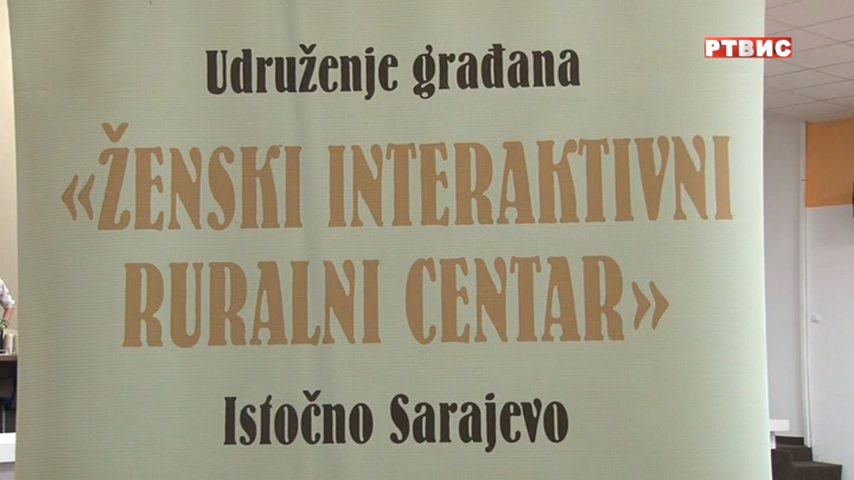 РТВИС
Udruženje građana
«ŽENSKI INTERAKTIVNI
RURALNI CENTAR»
Istočno Sarajevo